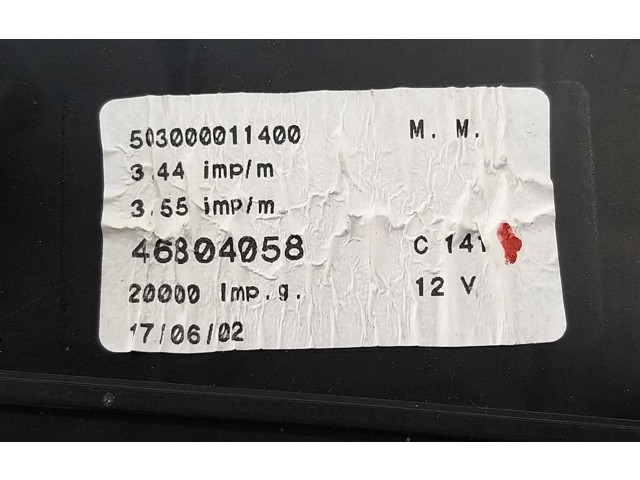 503000011400 M. M.
3,44 imp/m
3,55 imp/m
46804058 C 141
20000 Imp.g. 12 V
17/06/02